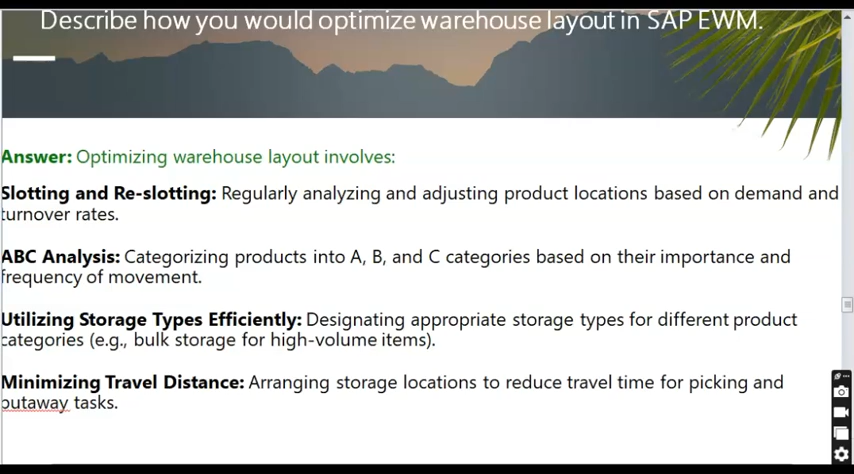 Describe how you would optimize warehouse layout in SAP EWM.
Answer: Optimizing warehouse layout involves:
Slotting and Re-slotting: Regularly analyzing and adjusting product locations based on demand and
turnover rates.
ABC Analysis: Categorizing products into A, B, and C categories based on their importance and
frequency of movement.
Utilizing Storage Types Efficiently: Designating appropriate storage types for different product
categories (e.g., bulk storage for high-volume items).
Minimizing Travel Distance: Arranging storage locations to reduce travel time for picking and
putaway tasks.